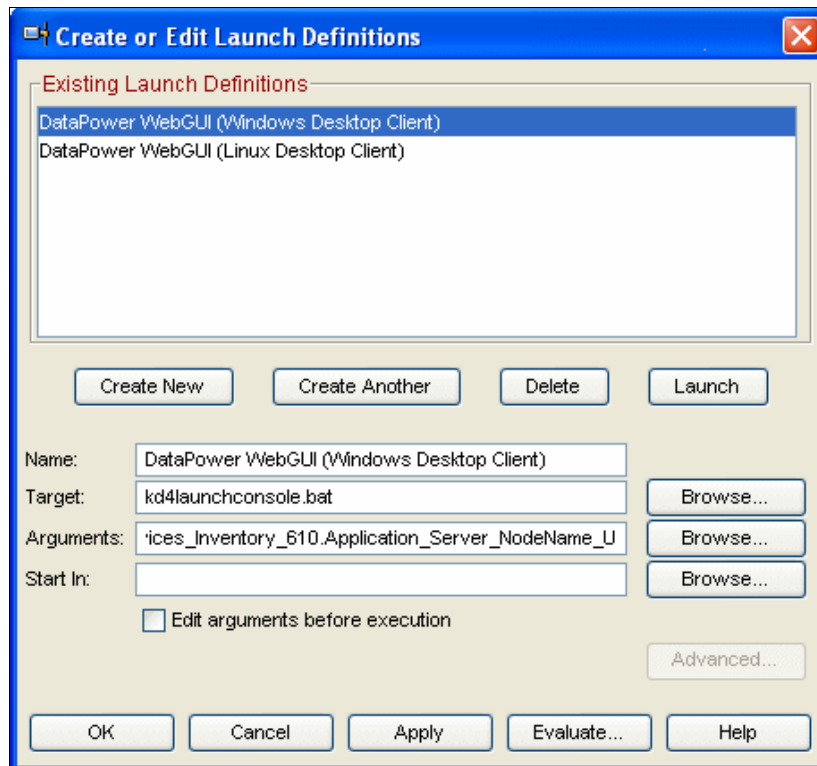 Create or Edit Launch Definitions
Existing Launch Definitions
DataPower WebGUI (Windows Desktop Client)
DataPower WebGUI (Linux Desktop Client)
Create New Create Another Delete Launch
Name: DataPower WebGUI (Windows Desktop Client)
Target: kd4launchconsole.bat Browse...
Arguments: ices_Inventory_610.Application_Server_NodeName_U Browse...
Start In: Browse...
Edit arguments before execution
Advanced...
OK Cancel Apply Evaluate... Help